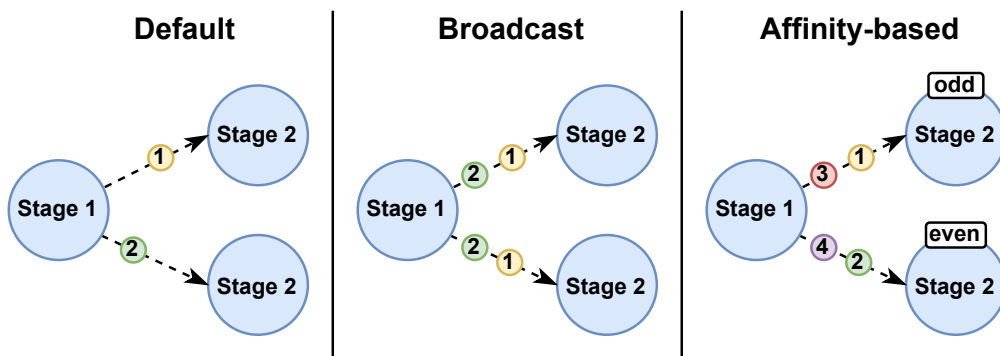 Default
Stage 1
1
2
Stage 2
Stage 2
Broadcast
Stage 1
2 1
2 1
Stage 2
Stage 2
Affinity-based
Stage 1
3 1
4 2
odd
Stage 2
even
Stage 2